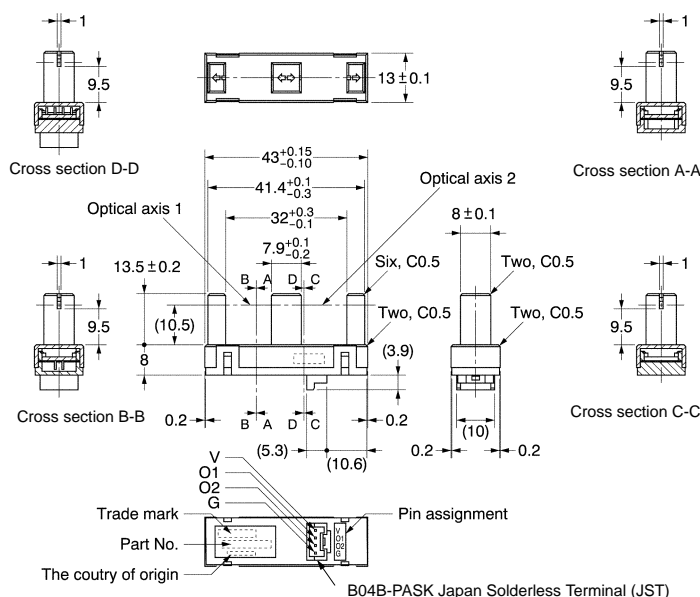 1
9.5
Cross section D-D
13±0.1
1
9.5
Cross section A-A
43+0.15 -0.10
41.4+0.1 -0.3
32+0.3 -0.1
7.9+0.1 -0.2
Optical axis 1
Optical axis 2
8±0.1
Six, C0.5
Two, C0.5
Two, C0.5
Two, C0.5
1
9.5
Cross section B-B
13.5±0.2
(10.5)
8
B A D C
(3.9)
1
9.5
Cross section C-C
0.2
B A D C
0.2
(5.3)
(10.6)
(10)
0.2
0.2
V
O1
O2
G
Trade mark
Part No.
The coutry of origin
V
O1
O2
G
Pin assignment
B04B-PASK Japan Solderless Terminal (JST)